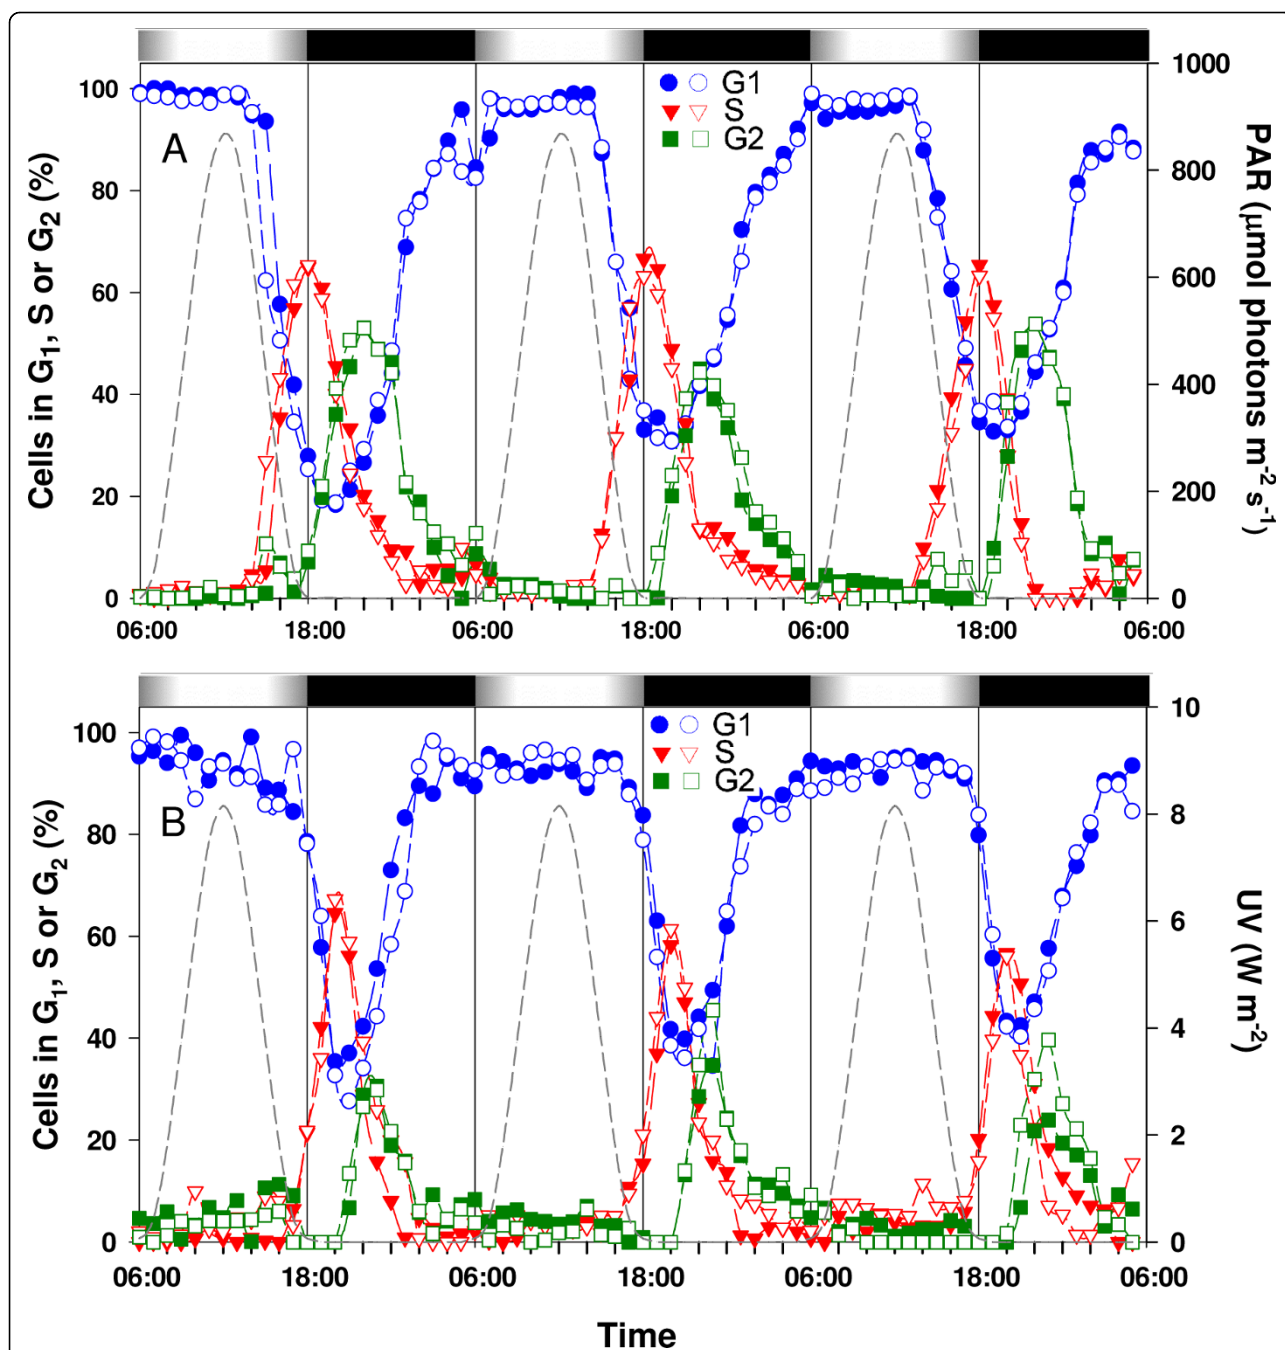 100
80
60
40
20
0
Cells in G1, S or G2 (%)
A
G1
S
G2
1000
800
600
400
200
0
PAR (μmol photons m-2 s-1)
06:00 18:00 06:00 18:00 06:00 18:00 06:00
100
80
60
40
20
0
Cells in G1, S or G2 (%)
B
G1
S
G2
10
8
6
4
2
0
UV (W m-2)
06:00 18:00 06:00 18:00 06:00 18:00 06:00
Time